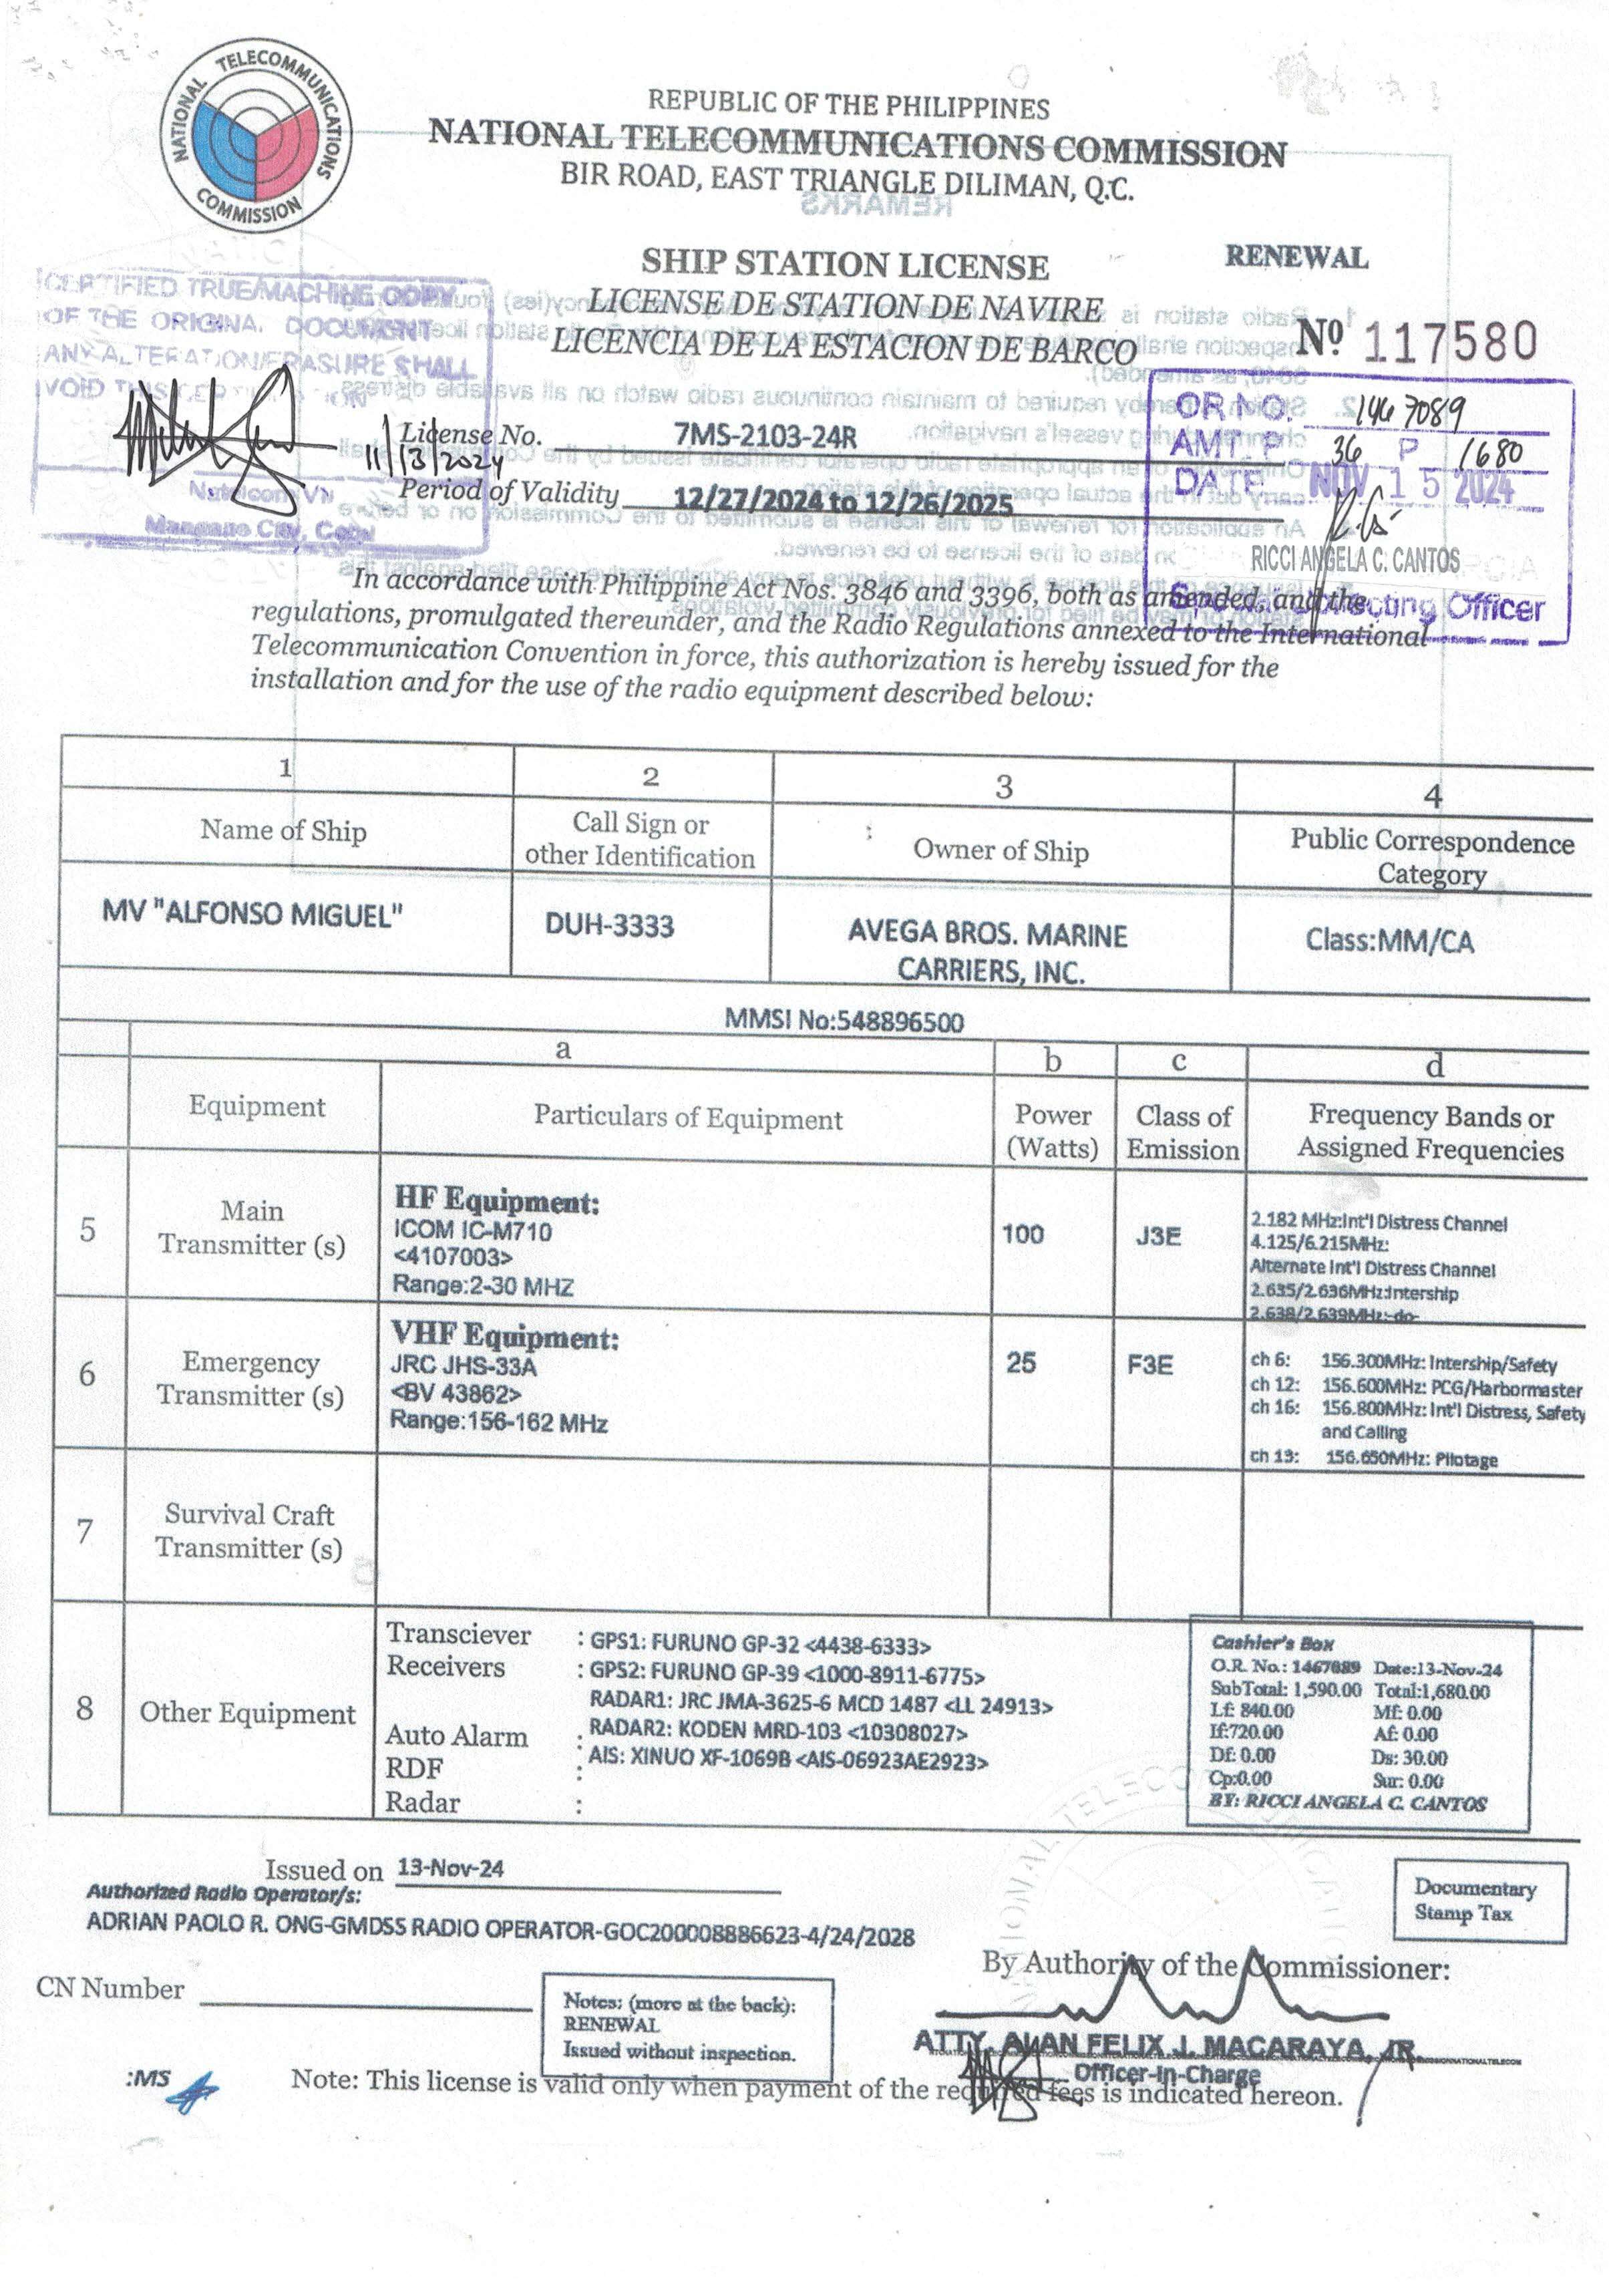 NATIONAL TELECOMMUNICATIONS COMMISSION
REPUBLIC OF THE PHILIPPINES
NATIONAL TELECOMMUNICATIONS COMMISSION
BIR ROAD, EAST TRIANGLE DILIMAN, Q.C.
REMARKS
SHIP STATION LICENSE
RENEWAL
LICENSE DE STATION DE NAVIRE
LICENCIA DE LA ESTACION DE BARCO
Nº 117580
CERTIFIED TRUE/MACHINE COPY
OF THE ORIGINA. DOCUMENT
ANY ALTERATION/ERASURE SHALL
VOID THIS
11/13/2024
License No. 7MS-2103-24R
Period of Validity 12/27/2024 to 12/26/2025
OR NO. 1467089
AMT. P 36 P 1680
DATE NOV 15 2024
RICCI ANGELA C. CANTOS
Collecting Officer
In accordance with Philippine Act Nos. 3846 and 3396, both as amended, and the
regulations, promulgated thereunder, and the Radio Regulations annexed to the International
Telecommunication Convention in force, this authorization is hereby issued for the
installation and for the use of the radio equipment described below:
1 2 3 4
Name of Ship
Call Sign or
other Identification
Owner of Ship
Public Correspondence
Category
MV "ALFONSO MIGUEL"
DUH-3333
AVEGA BROS. MARINE
CARRIERS, INC.
Class:MM/CA
MMSI No:548896500
a b c d
Equipment
Particulars of Equipment
Power
(Watts)
Class of
Emission
Frequency Bands or
Assigned Frequencies
5
Main
Transmitter (s)
HF Equipment:
ICOM IC-M710
<4107003>
Range:2-30 MHZ
100
J3E
2.182 MHz:Int'l Distress Channel
4.125/6.215MHz:
Alternate Int'l Distress Channel
2.635/2.636MHz:Intership
2.638/2.639MHz:-do-
6
Emergency
Transmitter (s)
VHF Equipment:
JRC JHS-33A
<BV 43862>
Range:156-162 MHz
25
F3E
ch 6: 156.300MHz: Intership/Safety
ch 12: 156.600MHz: PCG/Harbormaster
ch 16: 156.800MHz: Int'l Distress, Safety
and Calling
ch 13: 156.650MHz: Pilotage
7
Survival Craft
Transmitter (s)
8
Other Equipment
Transciever : GPS1: FURUNO GP-32 <4438-6333>
Receivers : GPS2: FURUNO GP-39 <1000-8911-6775>
RADAR1: JRC JMA-3625-6 MCD 1487 <LL 24913>
Auto Alarm : RADAR2: KODEN MRD-103 <10308027>
RDF : AIS: XINUO XF-1069B <AIS-06923AE2923>
Radar :
Cashier's Box
O.R. No.: 1467089 Date:13-Nov-24
SubTotal: 1,590.00 Total:1,680.00
Lf: 840.00 Mf: 0.00
If:720.00 Af: 0.00
Df: 0.00 Ds: 30.00
Cp:0.00 Sur: 0.00
BY: RICCI ANGELA C. CANTOS
Issued on 13-Nov-24
Authorized Radio Operator/s:
ADRIAN PAOLO R. ONG-GMDSS RADIO OPERATOR-GOC200008886623-4/24/2028
Documentary
Stamp Tax
By Authority of the Commissioner:
CN Number
Notes: (more at the back):
RENEWAL
Issued without inspection.
ATTY. ALAN FELIX J. MACARAYA, JR
Officer-In-Charge
:MS
Note: This license is valid only when payment of the required fees is indicated hereon.